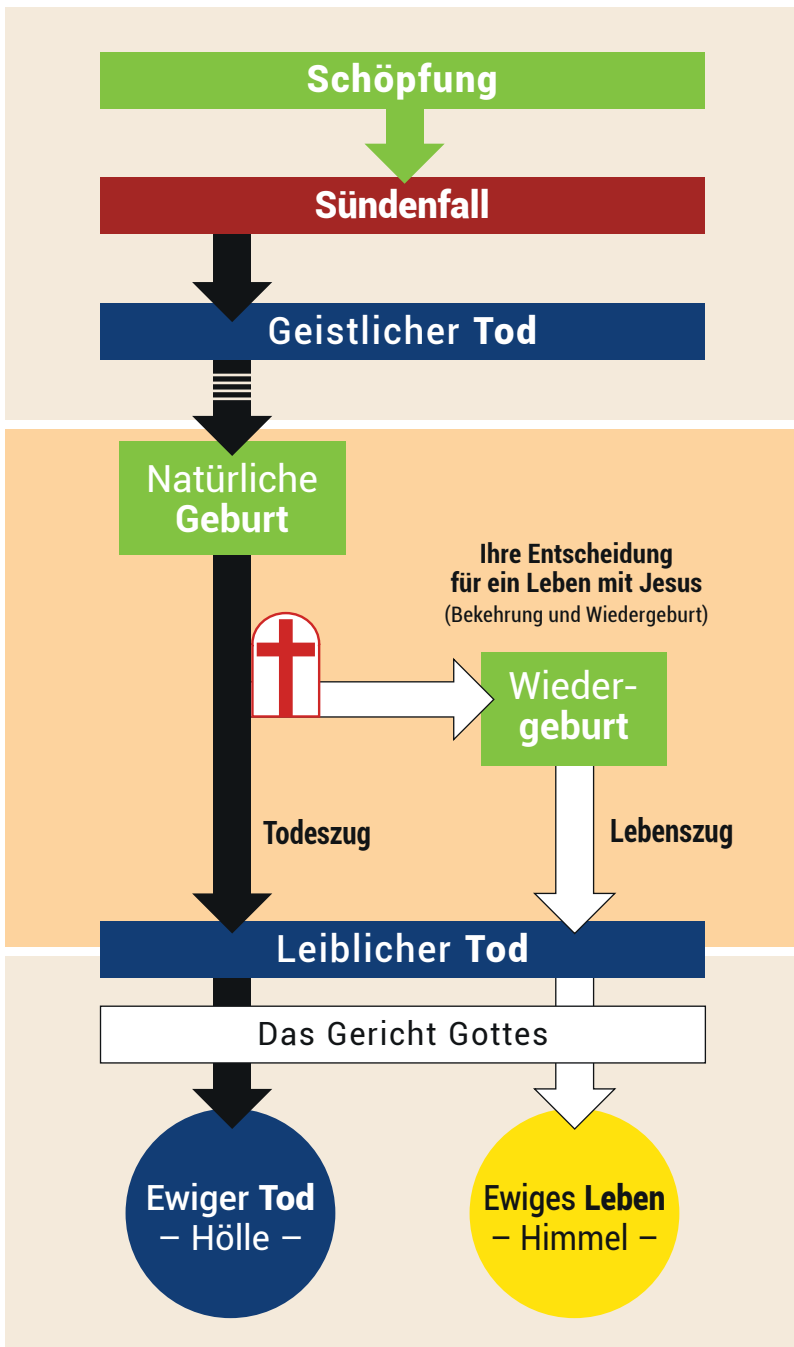 Schöpfung
Sündenfall
Geistlicher Tod
Natürliche
Geburt
Ihre Entscheidung
für ein Leben mit Jesus
(Bekehrung und Wiedergeburt)
Wieder-
geburt
Todeszug
Lebenszug
Leiblicher Tod
Das Gericht Gottes
Ewiger Tod
– Hölle –
Ewiges Leben
– Himmel –